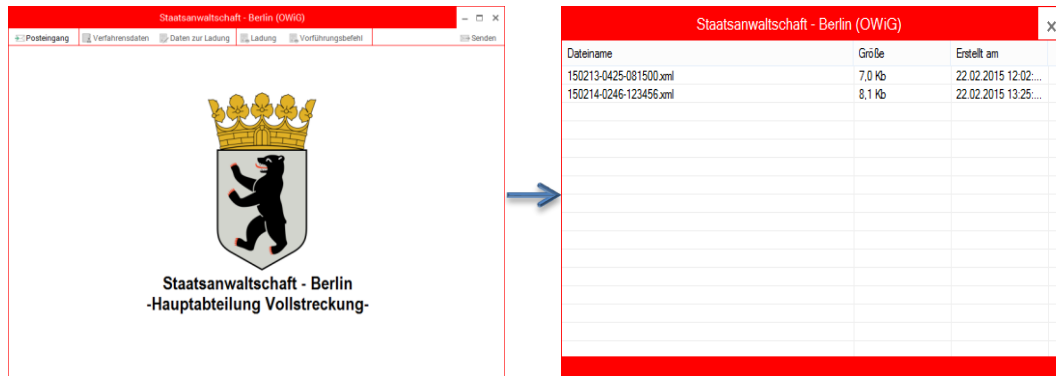 Staatsanwaltschaft - Berlin (OWiG)
Posteingang Verfahrensdaten Daten zur Ladung Ladung Vorführungsbefehl Senden
Staatsanwaltschaft - Berlin
-Hauptabteilung Vollstreckung-
Staatsanwaltschaft - Berlin (OWiG)
Dateiname Größe Erstellt am
150213-0425-081500.xml 7,0 Kb 22.02.2015 12:02:...
150214-0246-123456.xml 8,1 Kb 22.02.2015 13:25:...